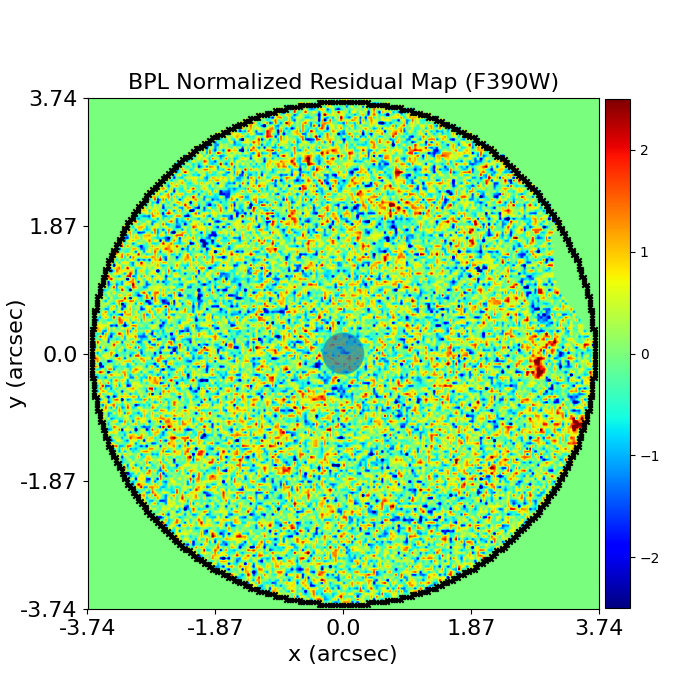 BPL Normalized Residual Map (F390W)
3.74
1.87
0.0
-1.87
-3.74
y (arcsec)
-3.74 -1.87 0.0 1.87 3.74
x (arcsec)
2
1
0
−1
−2